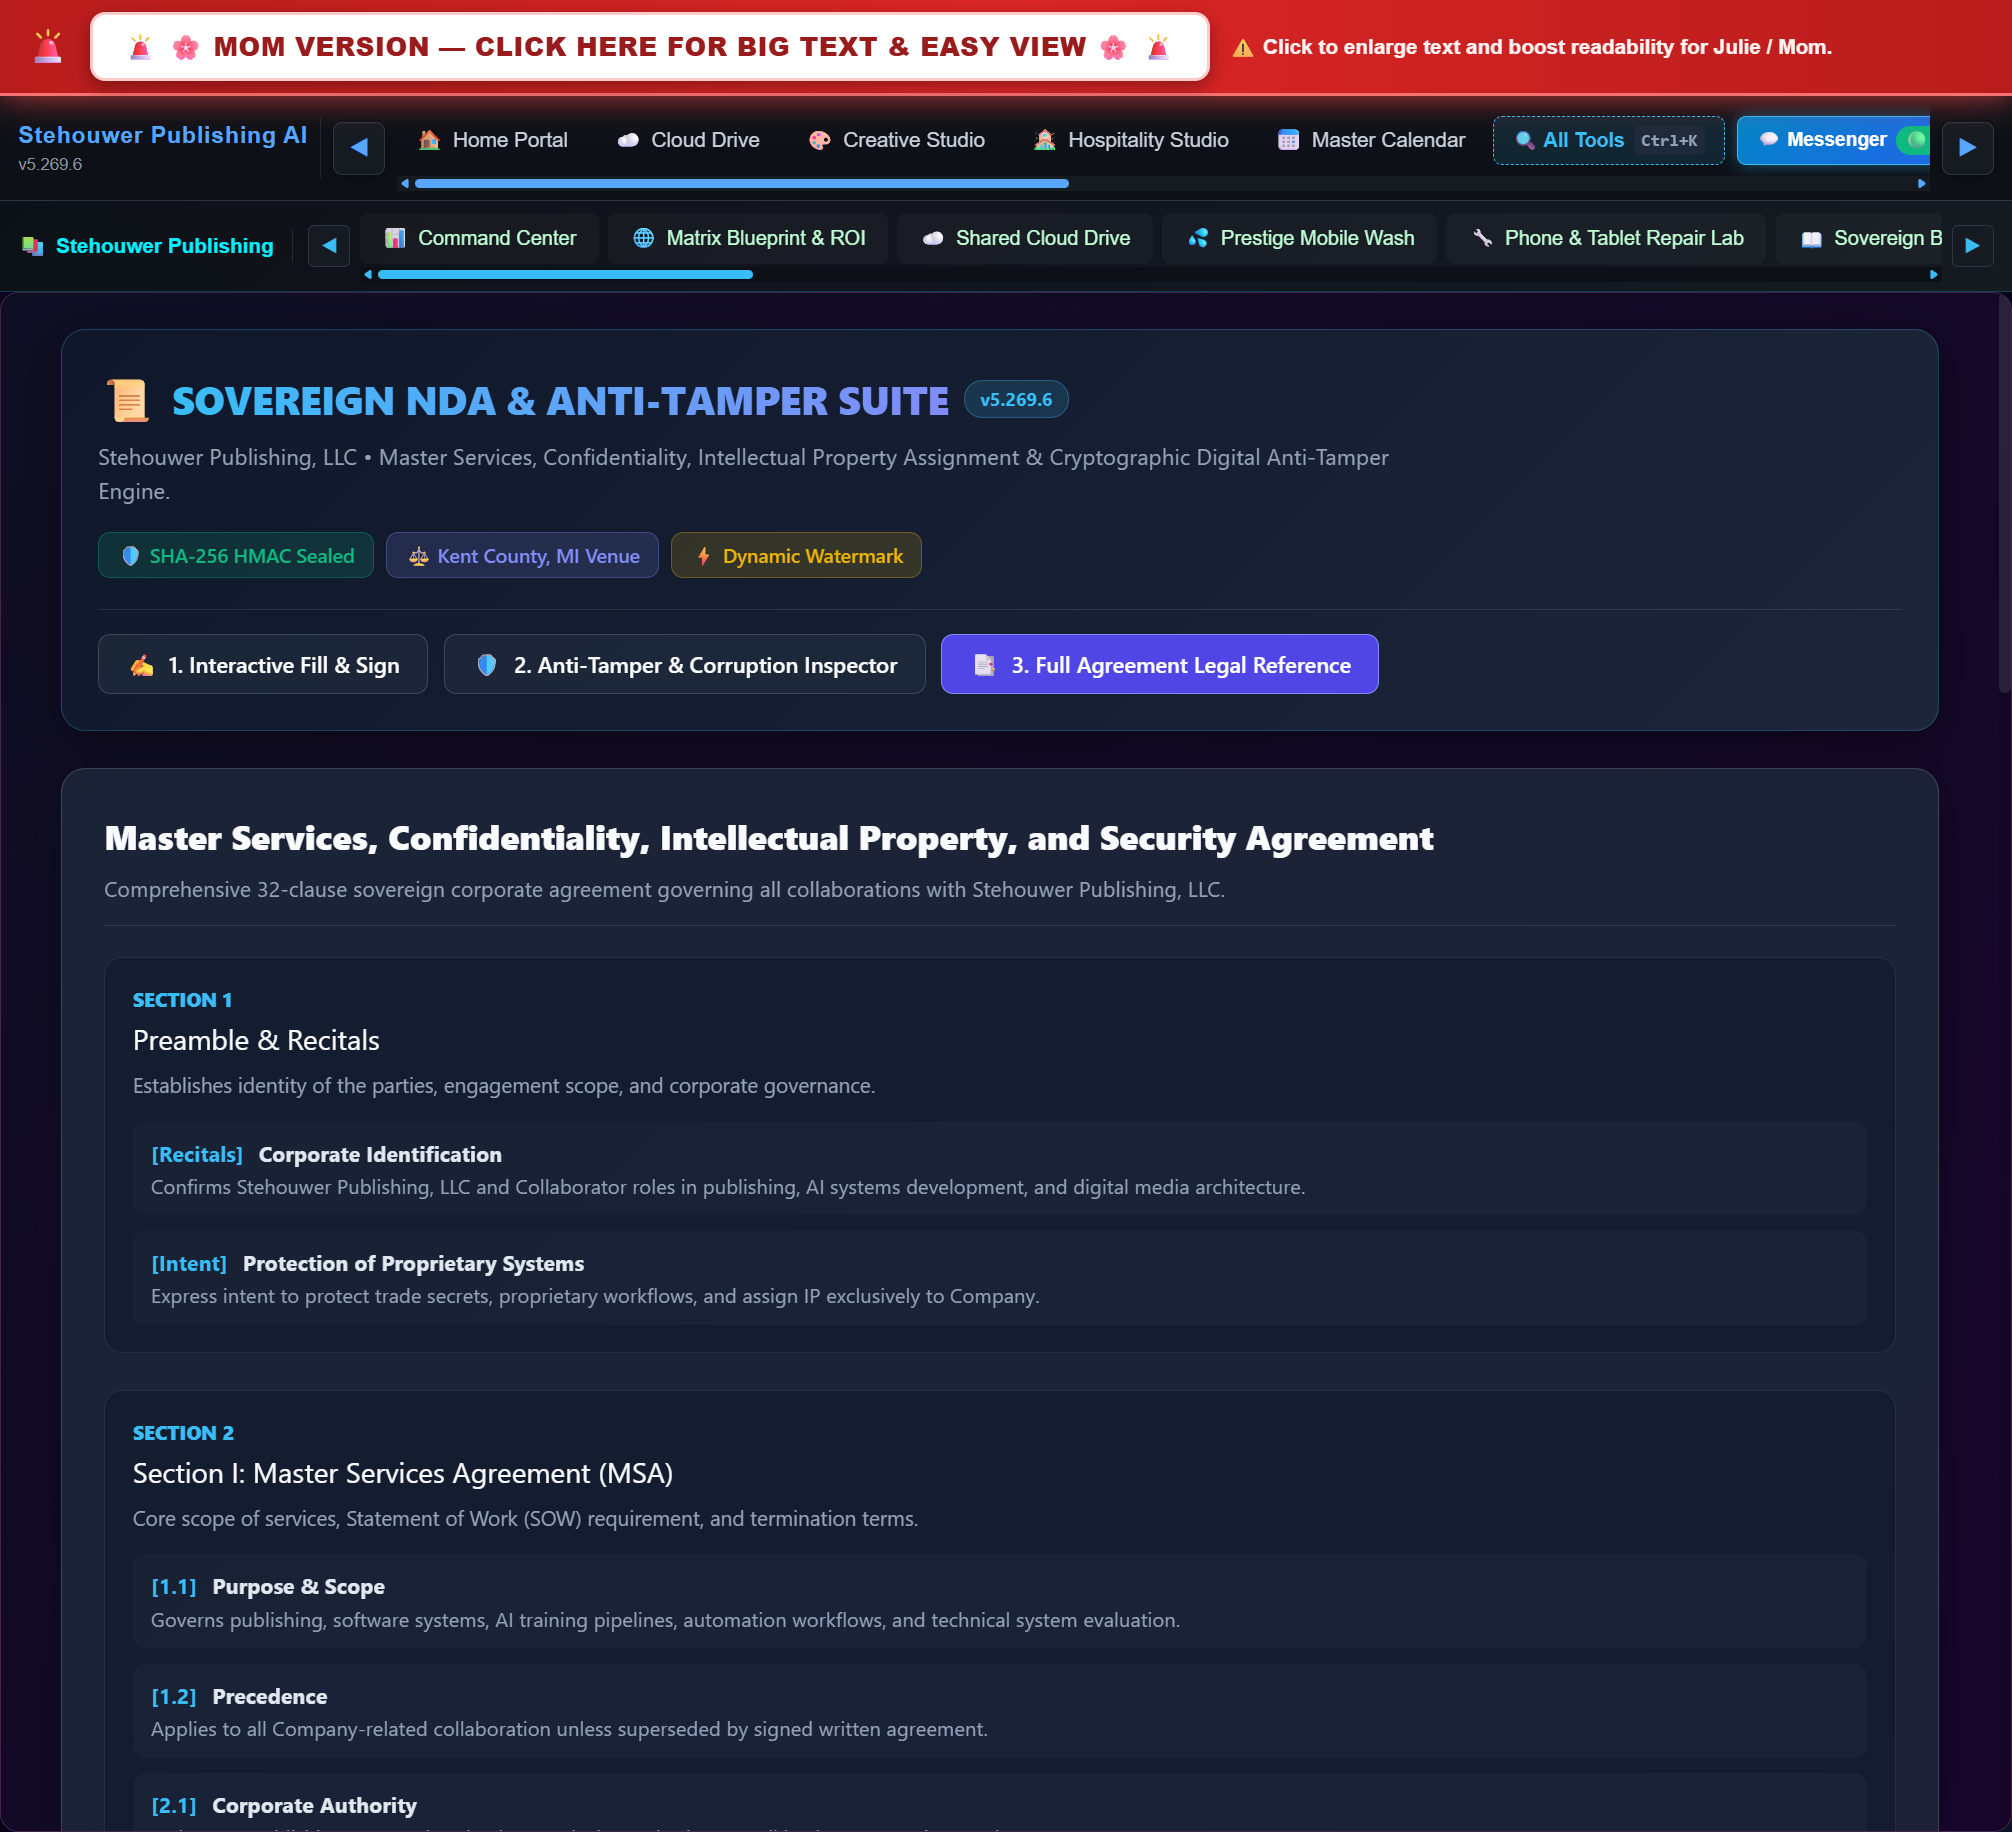 MOM VERSION — CLICK HERE FOR BIG TEXT & EASY VIEW
Click to enlarge text and boost readability for Julie / Mom.
Stehouwer Publishing AI
v5.269.6
Home Portal
Cloud Drive
Creative Studio
Hospitality Studio
Master Calendar
All Tools Ctrl+K
Messenger
Stehouwer Publishing
Command Center
Matrix Blueprint & ROI
Shared Cloud Drive
Prestige Mobile Wash
Phone & Tablet Repair Lab
Sovereign B
SOVEREIGN NDA & ANTI-TAMPER SUITE
v5.269.6
Stehouwer Publishing, LLC • Master Services, Confidentiality, Intellectual Property Assignment & Cryptographic Digital Anti-Tamper
Engine.
SHA-256 HMAC Sealed
Kent County, MI Venue
Dynamic Watermark
1. Interactive Fill & Sign
2. Anti-Tamper & Corruption Inspector
3. Full Agreement Legal Reference
Master Services, Confidentiality, Intellectual Property, and Security Agreement
Comprehensive 32-clause sovereign corporate agreement governing all collaborations with Stehouwer Publishing, LLC.
SECTION 1
Preamble & Recitals
Establishes identity of the parties, engagement scope, and corporate governance.
[Recitals] Corporate Identification
Confirms Stehouwer Publishing, LLC and Collaborator roles in publishing, AI systems development, and digital media architecture.
[Intent] Protection of Proprietary Systems
Express intent to protect trade secrets, proprietary workflows, and assign IP exclusively to Company.
SECTION 2
Section I: Master Services Agreement (MSA)
Core scope of services, Statement of Work (SOW) requirement, and termination terms.
[1.1] Purpose & Scope
Governs publishing, software systems, AI training pipelines, automation workflows, and technical system evaluation.
[1.2] Precedence
Applies to all Company-related collaboration unless superseded by signed written agreement.
[2.1] Corporate Authority